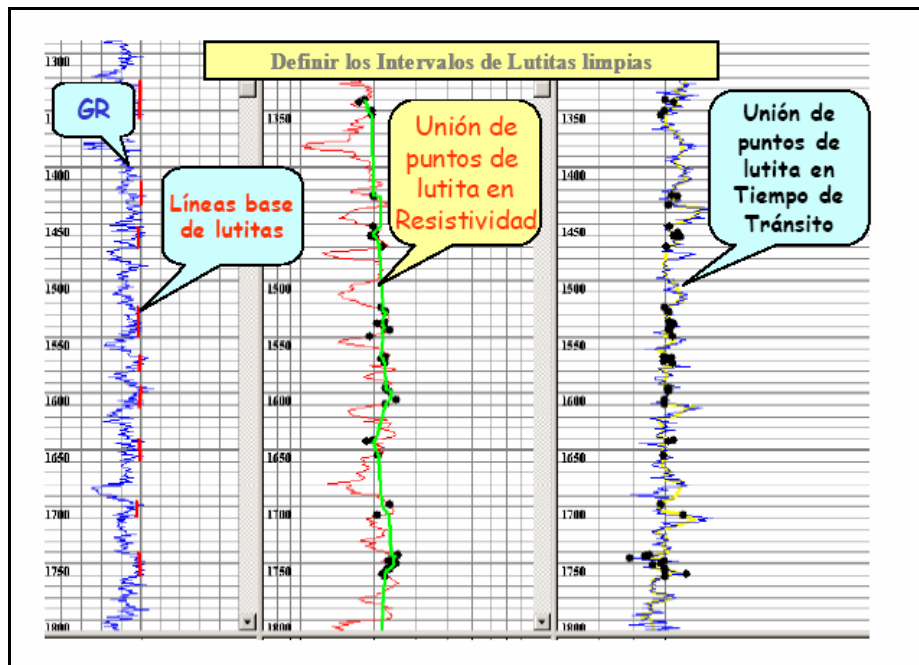 Definir los Intervalos de Lutitas limpias
GR
Líneas base
de lutitas
Unión de
puntos de
lutita en
Resistividad
Unión de
puntos de
lutita en
Tiempo de
Tránsito
1300
1400
1450
1500
1550
1600
1650
1700
1750
1800
1350
1400
1450
1500
1550
1600
1650
1700
1750
1800
1350
1400
1450
1500
1550
1600
1650
1700
1750
1800